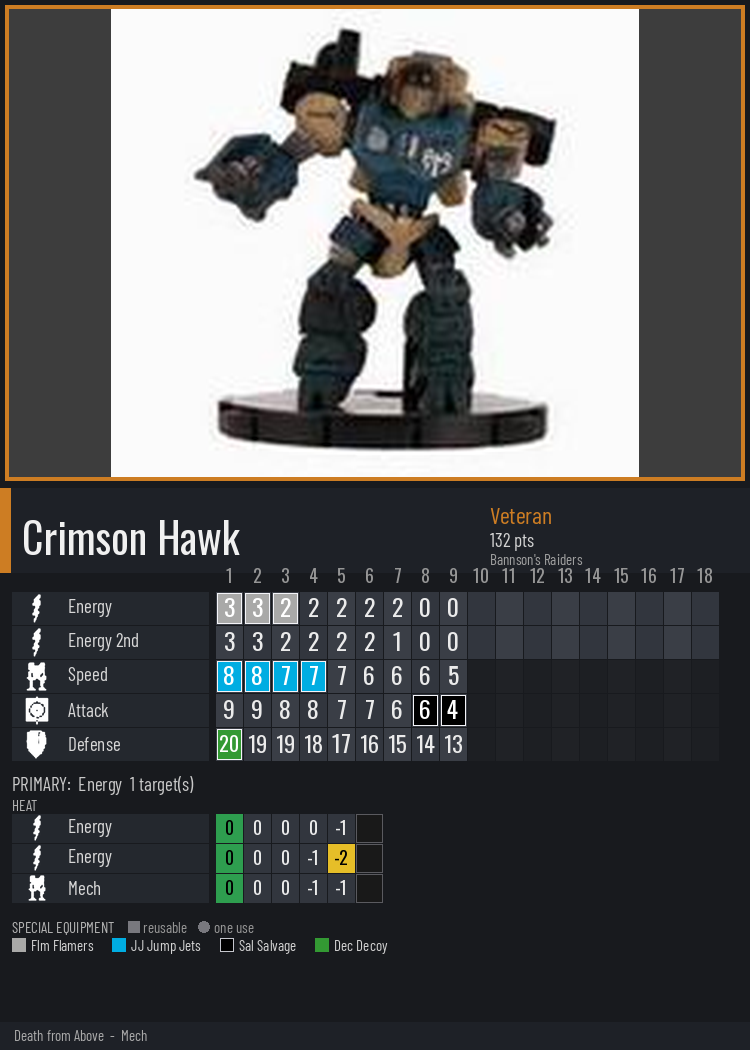 Crimson Hawk
Veteran
132 pts
Bannson's Raiders
1 2 3 4 5 6 7 8 9 10 11 12 13 14 15 16 17 18
Energy 3 3 2 2 2 2 2 0 0
Energy 2nd 3 3 2 2 2 2 1 0 0
Speed 8 8 7 7 7 6 6 6 5
Attack 9 9 8 8 7 7 6 6 4
Defense 20 19 19 18 17 16 15 14 13
PRIMARY: Energy 1 target(s)
HEAT
Energy 0 0 0 0 -1
Energy 0 0 0 -1 -2
Mech 0 0 0 -1 -1
SPECIAL EQUIPMENT reusable one use
Flm Flamers JJ Jump Jets Sal Salvage Dec Decoy
Death from Above - Mech